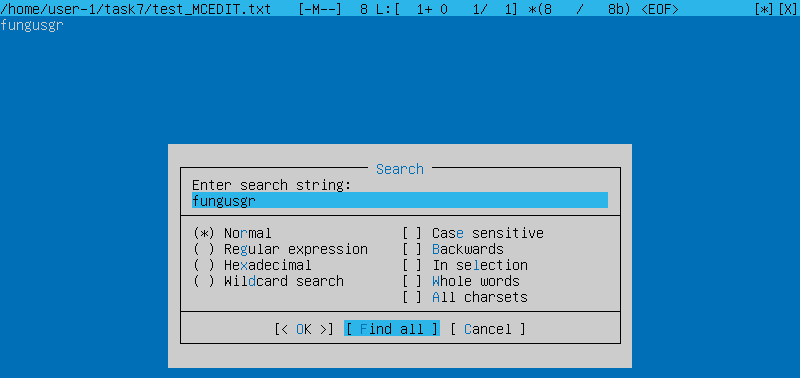 /home/user-1/task7/test_MCEDIT.txt   [-M--]  8 L:[  1+ 0   1/  1] *(8   /   8b) <EOF>         [*][X]
fungusgr
Search
Enter search string:
fungusgr
(*) Normal                [ ] Case sensitive
( ) Regular expression    [ ] Backwards
( ) Hexadecimal           [ ] In selection
( ) Wildcard search       [ ] Whole words
[ ] All charsets
[< OK >] [ Find all ] [ Cancel ]